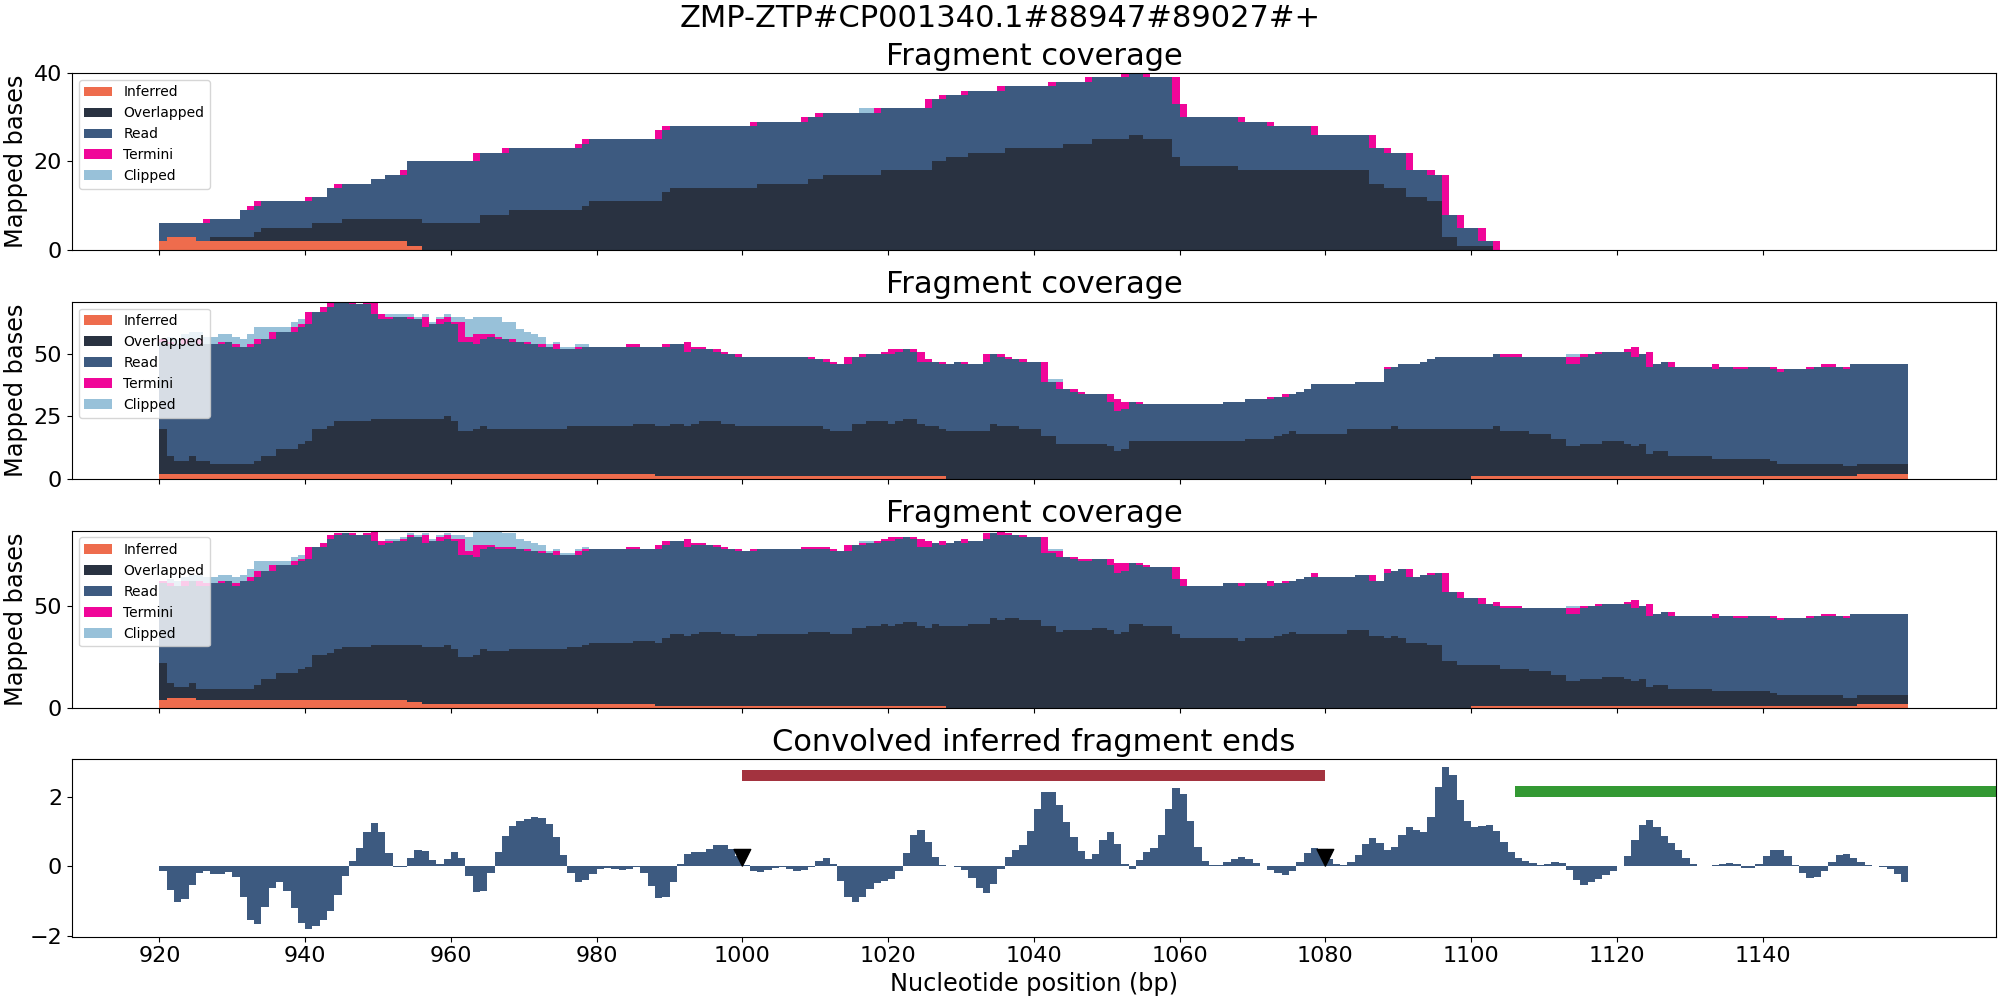 ZMP-ZTP#CP001340.1#88947#89027#+
Fragment coverage
Mapped bases
40
20
0
Inferred
Overlapped
Read
Termini
Clipped
Fragment coverage
Mapped bases
50
25
0
Inferred
Overlapped
Read
Termini
Clipped
Fragment coverage
Mapped bases
50
0
Inferred
Overlapped
Read
Termini
Clipped
Convolved inferred fragment ends
2
0
−2
920 940 960 980 1000 1020 1040 1060 1080 1100 1120 1140
Nucleotide position (bp)